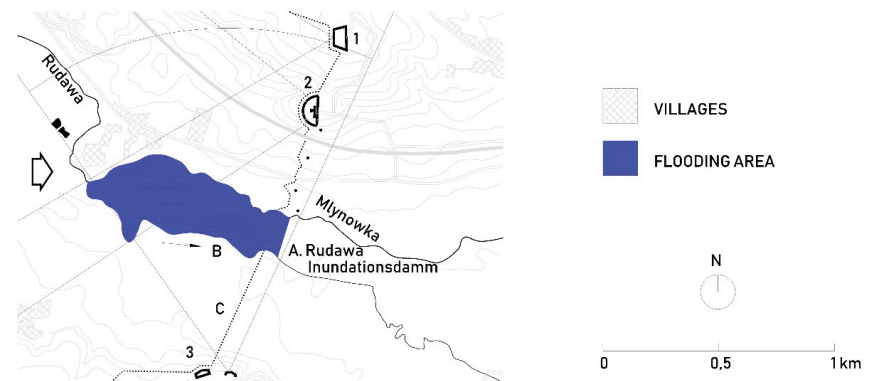 1
2
Rudawa
Mlynowka
B
A. Rudawa
Inundationsdamm
C
3
VILLAGES
FLOODING AREA
N
0
0,5
1 km